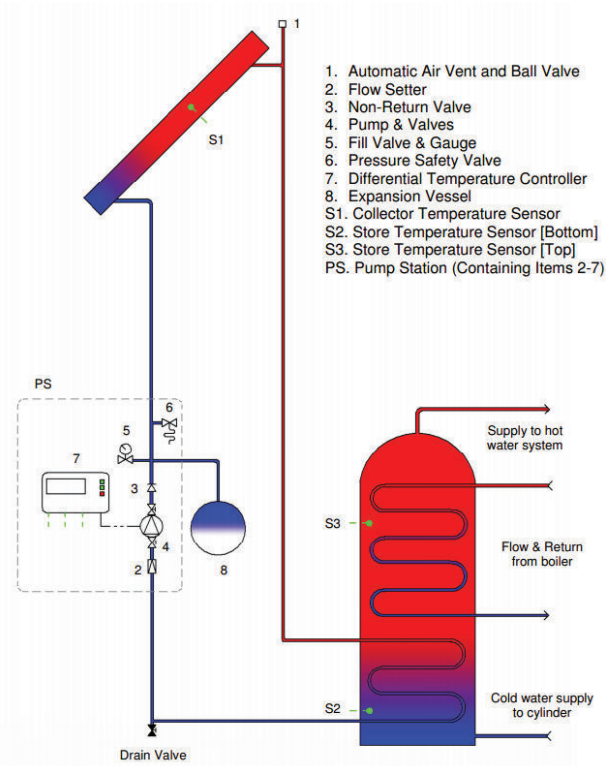 1
1. Automatic Air Vent and Ball Valve
2. Flow Setter
3. Non-Return Valve
4. Pump & Valves
5. Fill Valve & Gauge
6. Pressure Safety Valve
7. Differential Temperature Controller
8. Expansion Vessel
S1. Collector Temperature Sensor
S2. Store Temperature Sensor [Bottom]
S3. Store Temperature Sensor [Top]
PS. Pump Station (Containing Items 2-7)
S1
PS
6
5
7
3
4
2
8
Supply to hot
water system
S3
Flow & Return
from boiler
S2
Cold water supply
to cylinder
Drain Valve